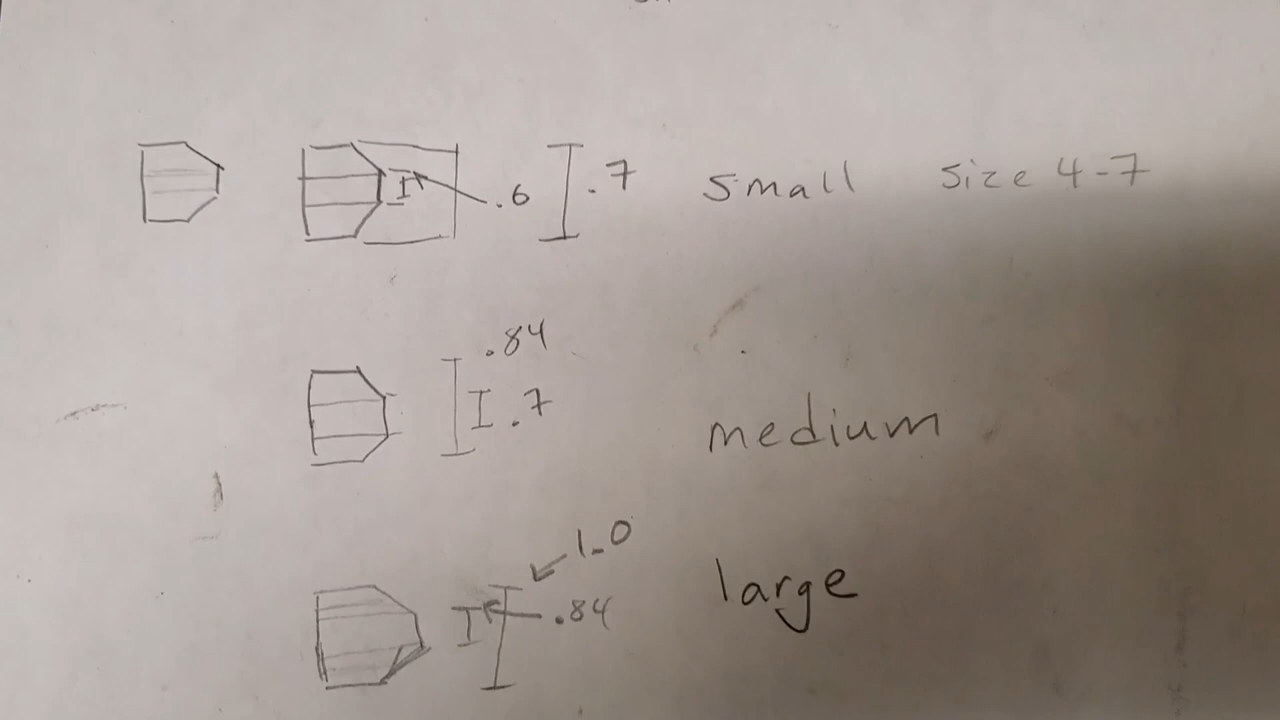 .6 .7 small size 4-7
.84
.7 medium
1.0
.84 large